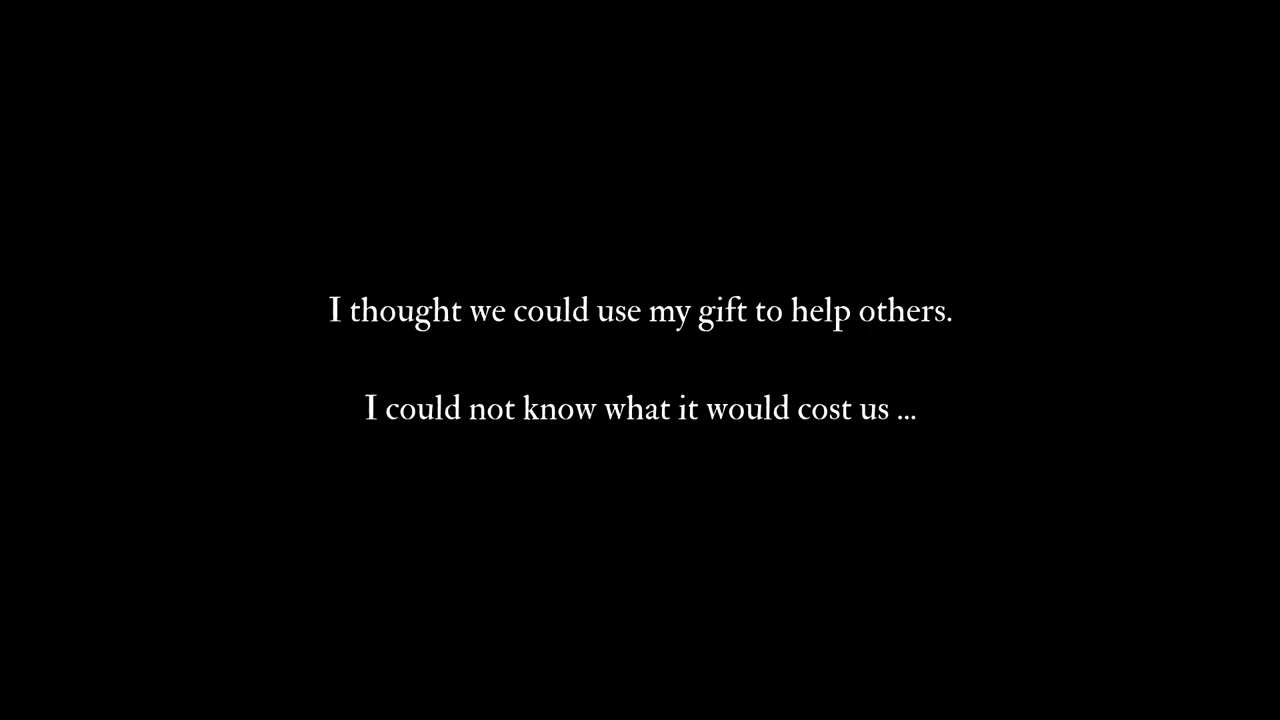 I thought we could use my gift to help others.
I could not know what it would cost us ...